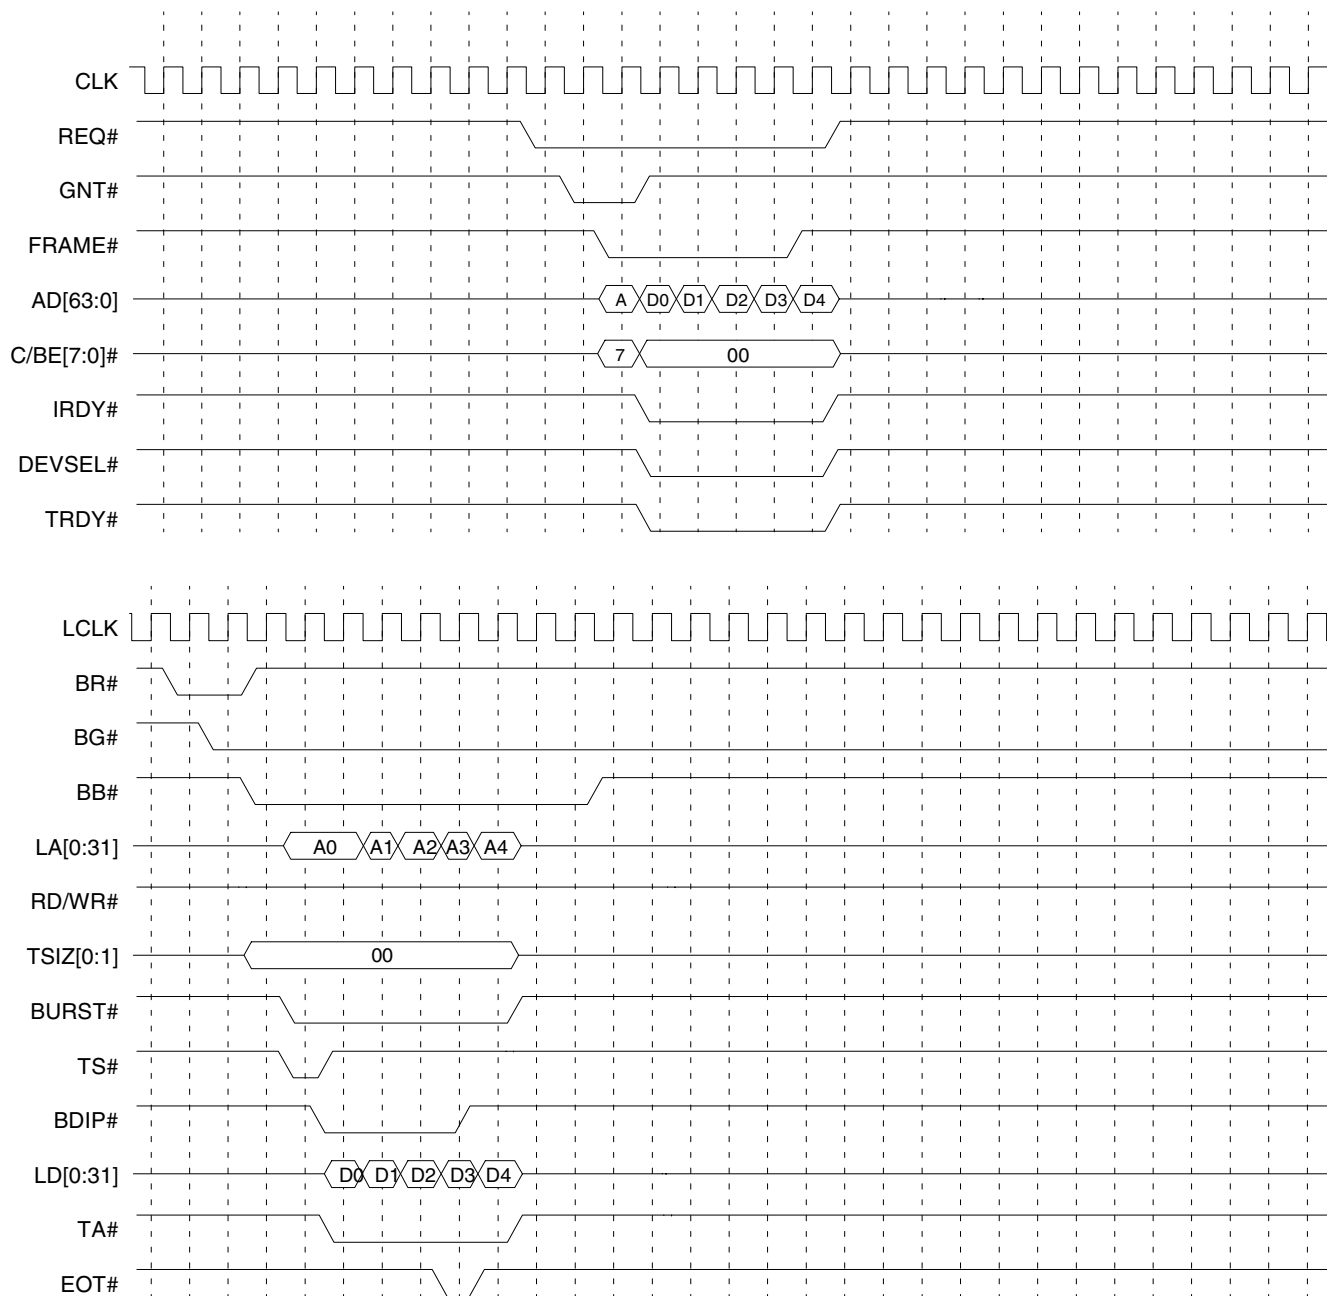 CLK
REQ#
GNT#
FRAME#
AD[63:0] A D0 D1 D2 D3 D4
C/BE[7:0]# 7 00
IRDY#
DEVSEL#
TRDY#
LCLK
BR#
BG#
BB#
LA[0:31] A0 A1 A2 A3 A4
RD/WR#
TSIZ[0:1] 00
BURST#
TS#
BDIP#
LD[0:31] D0 D1 D2 D3 D4
TA#
EOT#